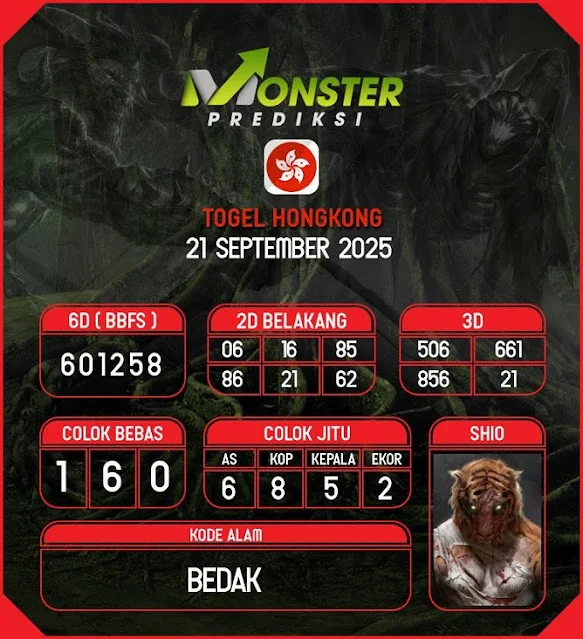 MONSTER
PREDIKSI
TOGEL HONGKONG
21 SEPTEMBER 2025
6D ( BBFS )
601258
2D BELAKANG
06 16 85
86 21 62
3D
506 661
856 21
COLOK BEBAS
1 6 0
COLOK JITU
AS KOP KEPALA EKOR
6 8 5 2
SHIO
KODE ALAM
BEDAK